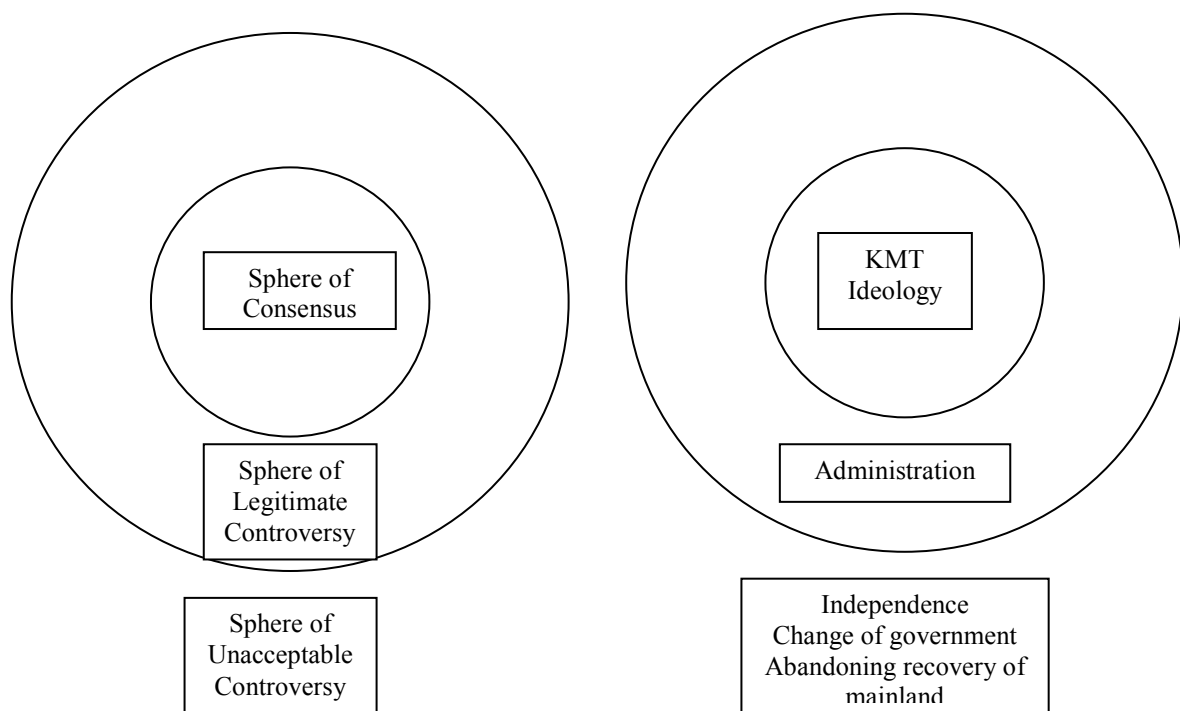 Sphere of
Consensus
Sphere of
Legitimate
Controversy
Sphere of
Unacceptable
Controversy
KMT
Ideology
Administration
Independence
Change of government
Abandoning recovery of
mainland